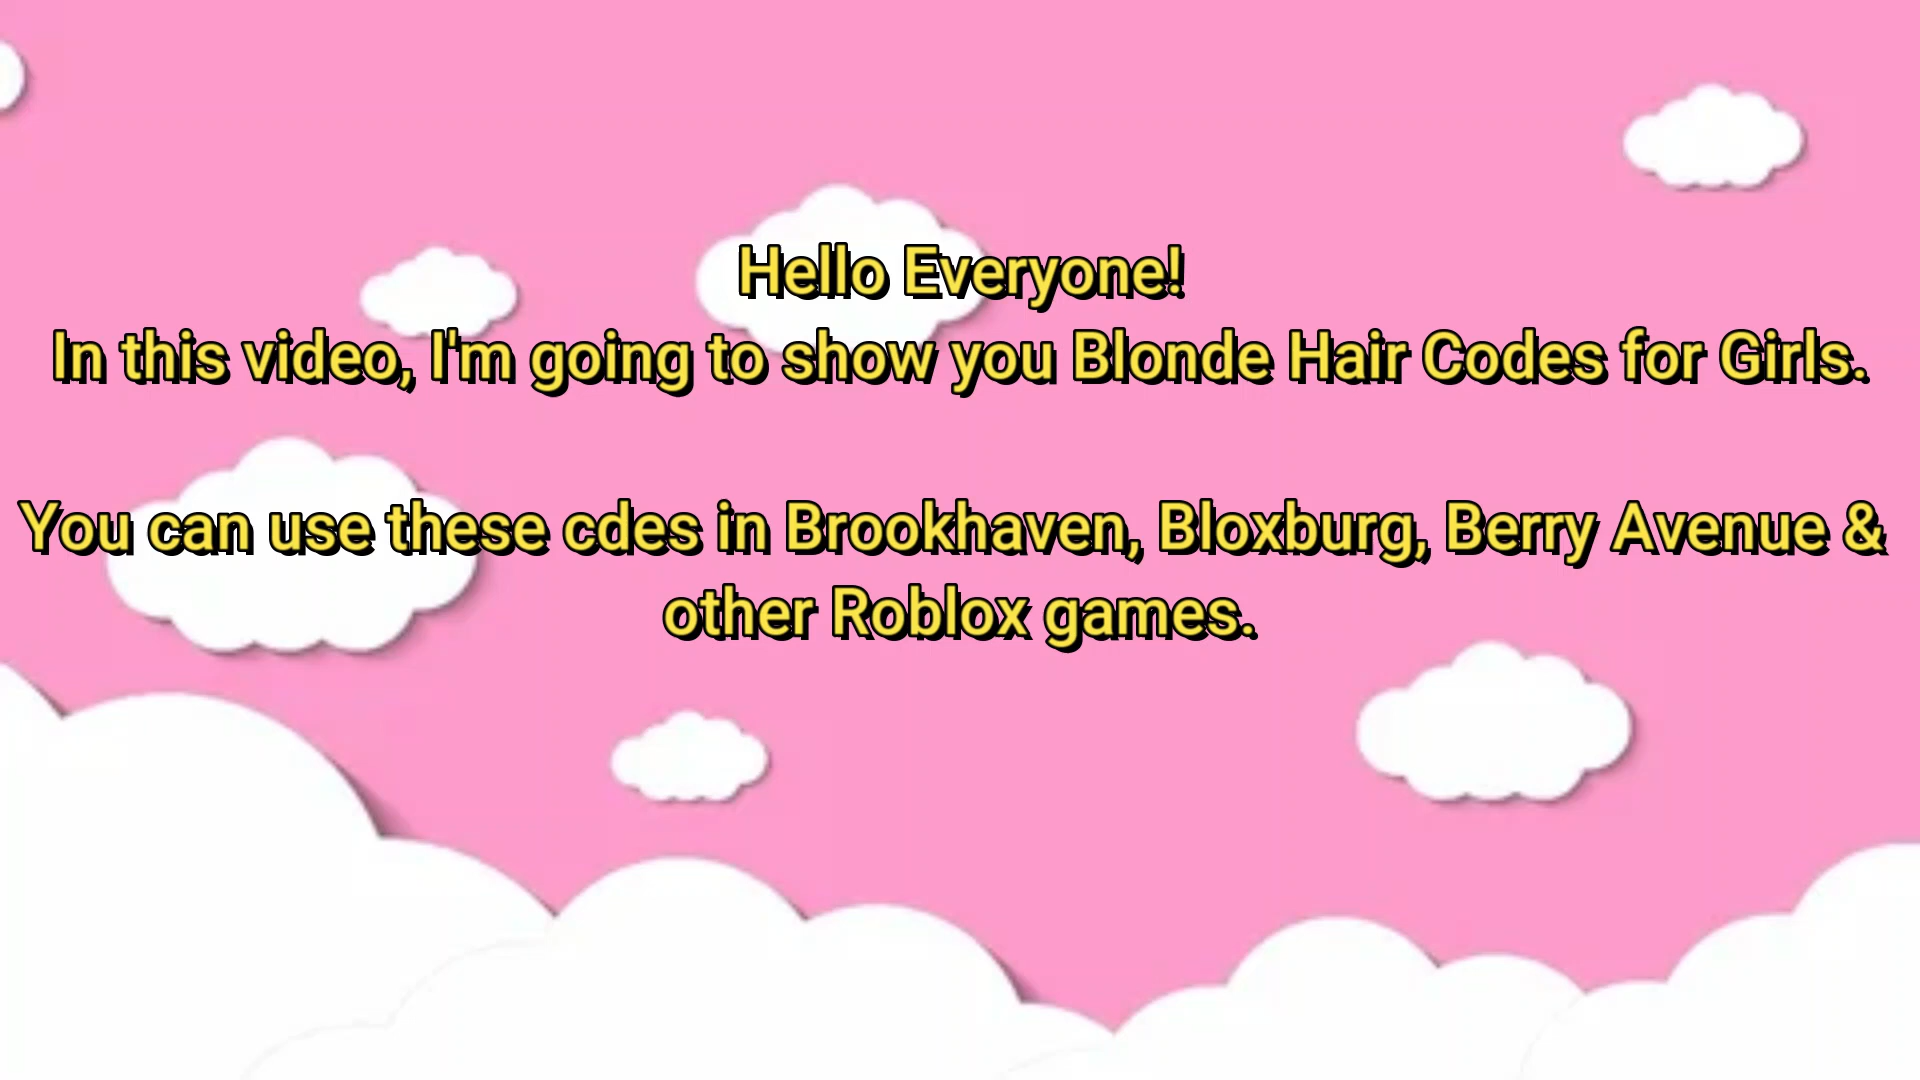 Hello Everyone!
In this video, I'm going to show you Blonde Hair Codes for Girls.
You can use these cdes in Brookhaven, Bloxburg, Berry Avenue &
other Roblox games.